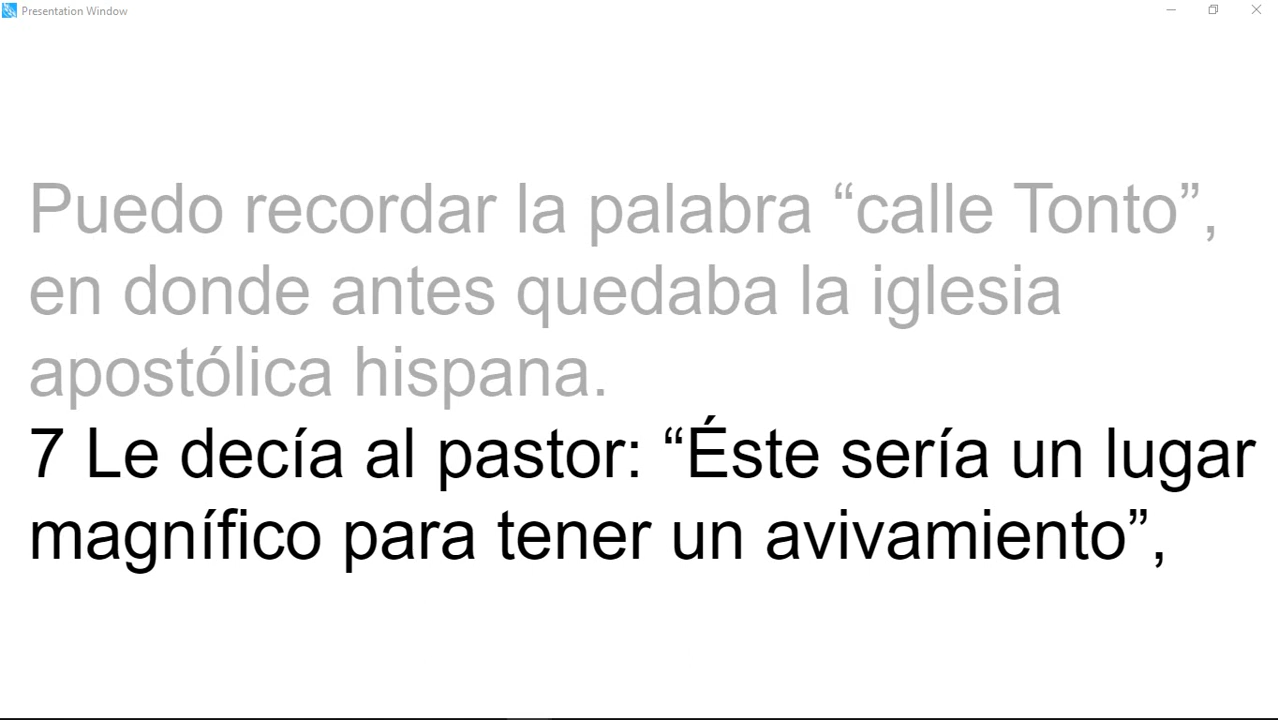 Presentation Window
Puedo recordar la palabra “calle Tonto”,
en donde antes quedaba la iglesia
apostólica hispana.
7 Le decía al pastor: “Éste sería un lugar
magnífico para tener un avivamiento”,